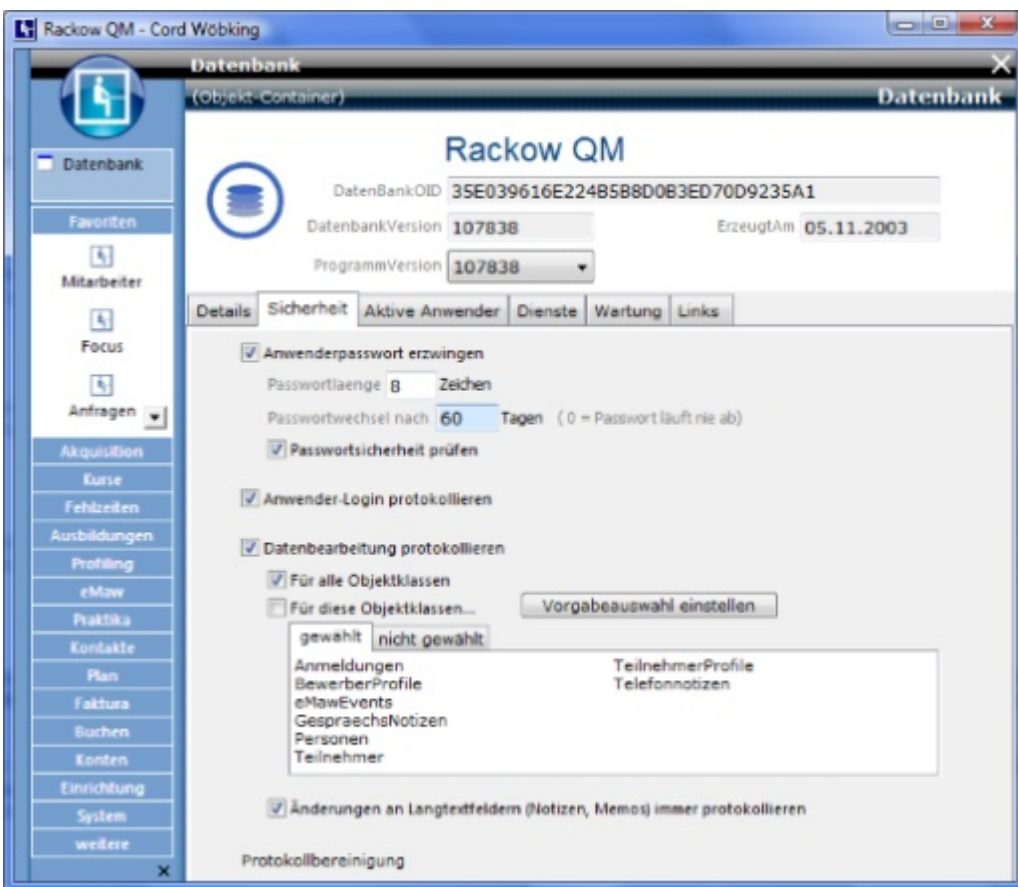 Rackow QM - Cord Wöbking
Datenbank
(Objekt-Container) Datenbank
Datenbank
Favoriten
Mitarbeiter
Focus
Anfragen
Akquisition
Kurse
Fehlzeiten
Ausbildungen
Profiling
eMaw
Praktika
Kontakte
Plan
Faktura
Buchen
Konten
Einrichtung
System
weitere
Rackow QM
DatenBankOID 35E039616E224B5B8D0B3ED70D9235A1
DatenbankVersion 107838 ErzeugtAm 05.11.2003
ProgrammVersion 107838
Details Sicherheit Aktive Anwender Dienste Wartung Links
Anwenderpasswort erzwingen
Passwortlaenge 8 Zeichen
Passwortwechsel nach 60 Tagen ( 0 = Passwort läuft nie ab)
Passwortsicherheit prüfen
Anwender-Login protokollieren
Datenbearbeitung protokollieren
Für alle Objektklassen
Für diese Objektklassen... Vorgabeauswahl einstellen
gewählt nicht gewählt
Anmeldungen TeilnehmerProfile
BewerberProfile Telefonnotizen
eMawEvents
GespraechsNotizen
Personen
Teilnehmer
Änderungen an Langtextfeldern (Notizen, Memos) immer protokollieren
Protokollbereinigung